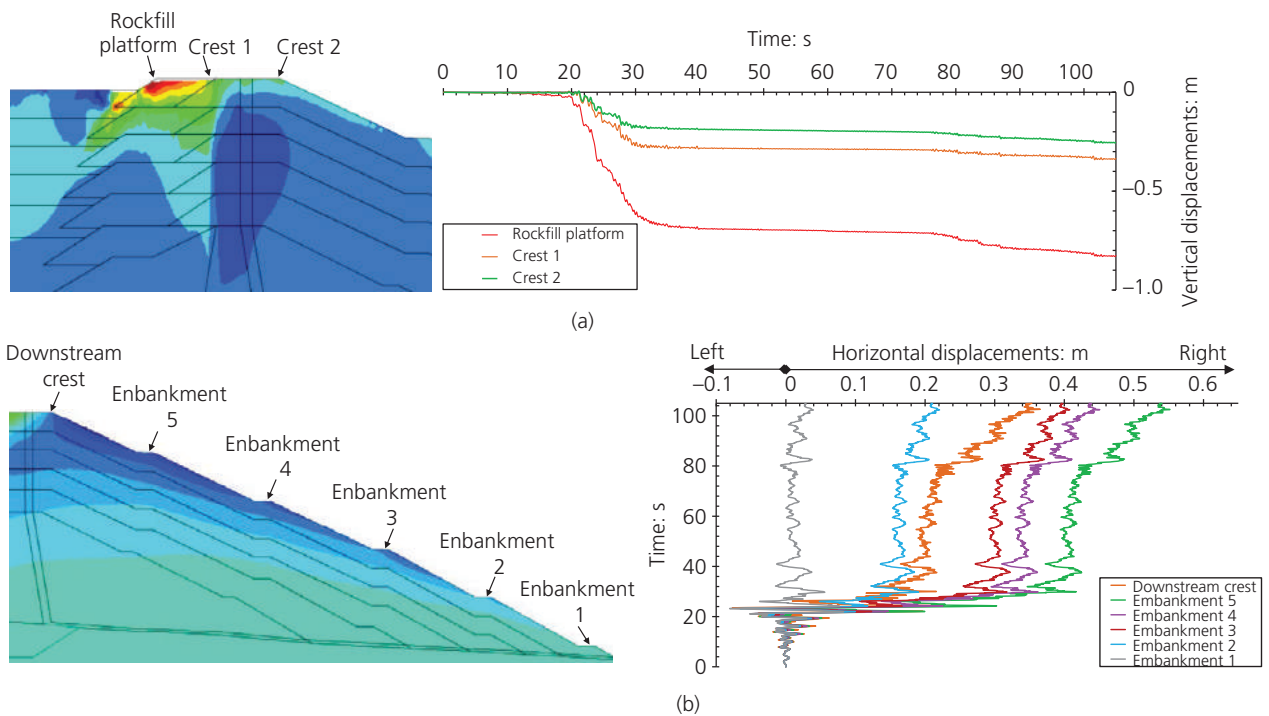 Rockfill
platform
Crest 1
Crest 2
Time: s
0 10 20 30 40 50 60 70 80 90 100
0
–0.5
–1.0
Vertical displacements: m
Rockfill platform
Crest 1
Crest 2
(a)
Downstream
crest
Enbankment
5
Enbankment
4
Enbankment
3
Enbankment
2
Enbankment
1
Left
Horizontal displacements: m
Right
–0.1 0 0.1 0.2 0.3 0.4 0.5 0.6
100
80
60
40
20
0
Time: s
Downstream crest
Embankment 5
Embankment 4
Embankment 3
Embankment 2
Embankment 1
(b)